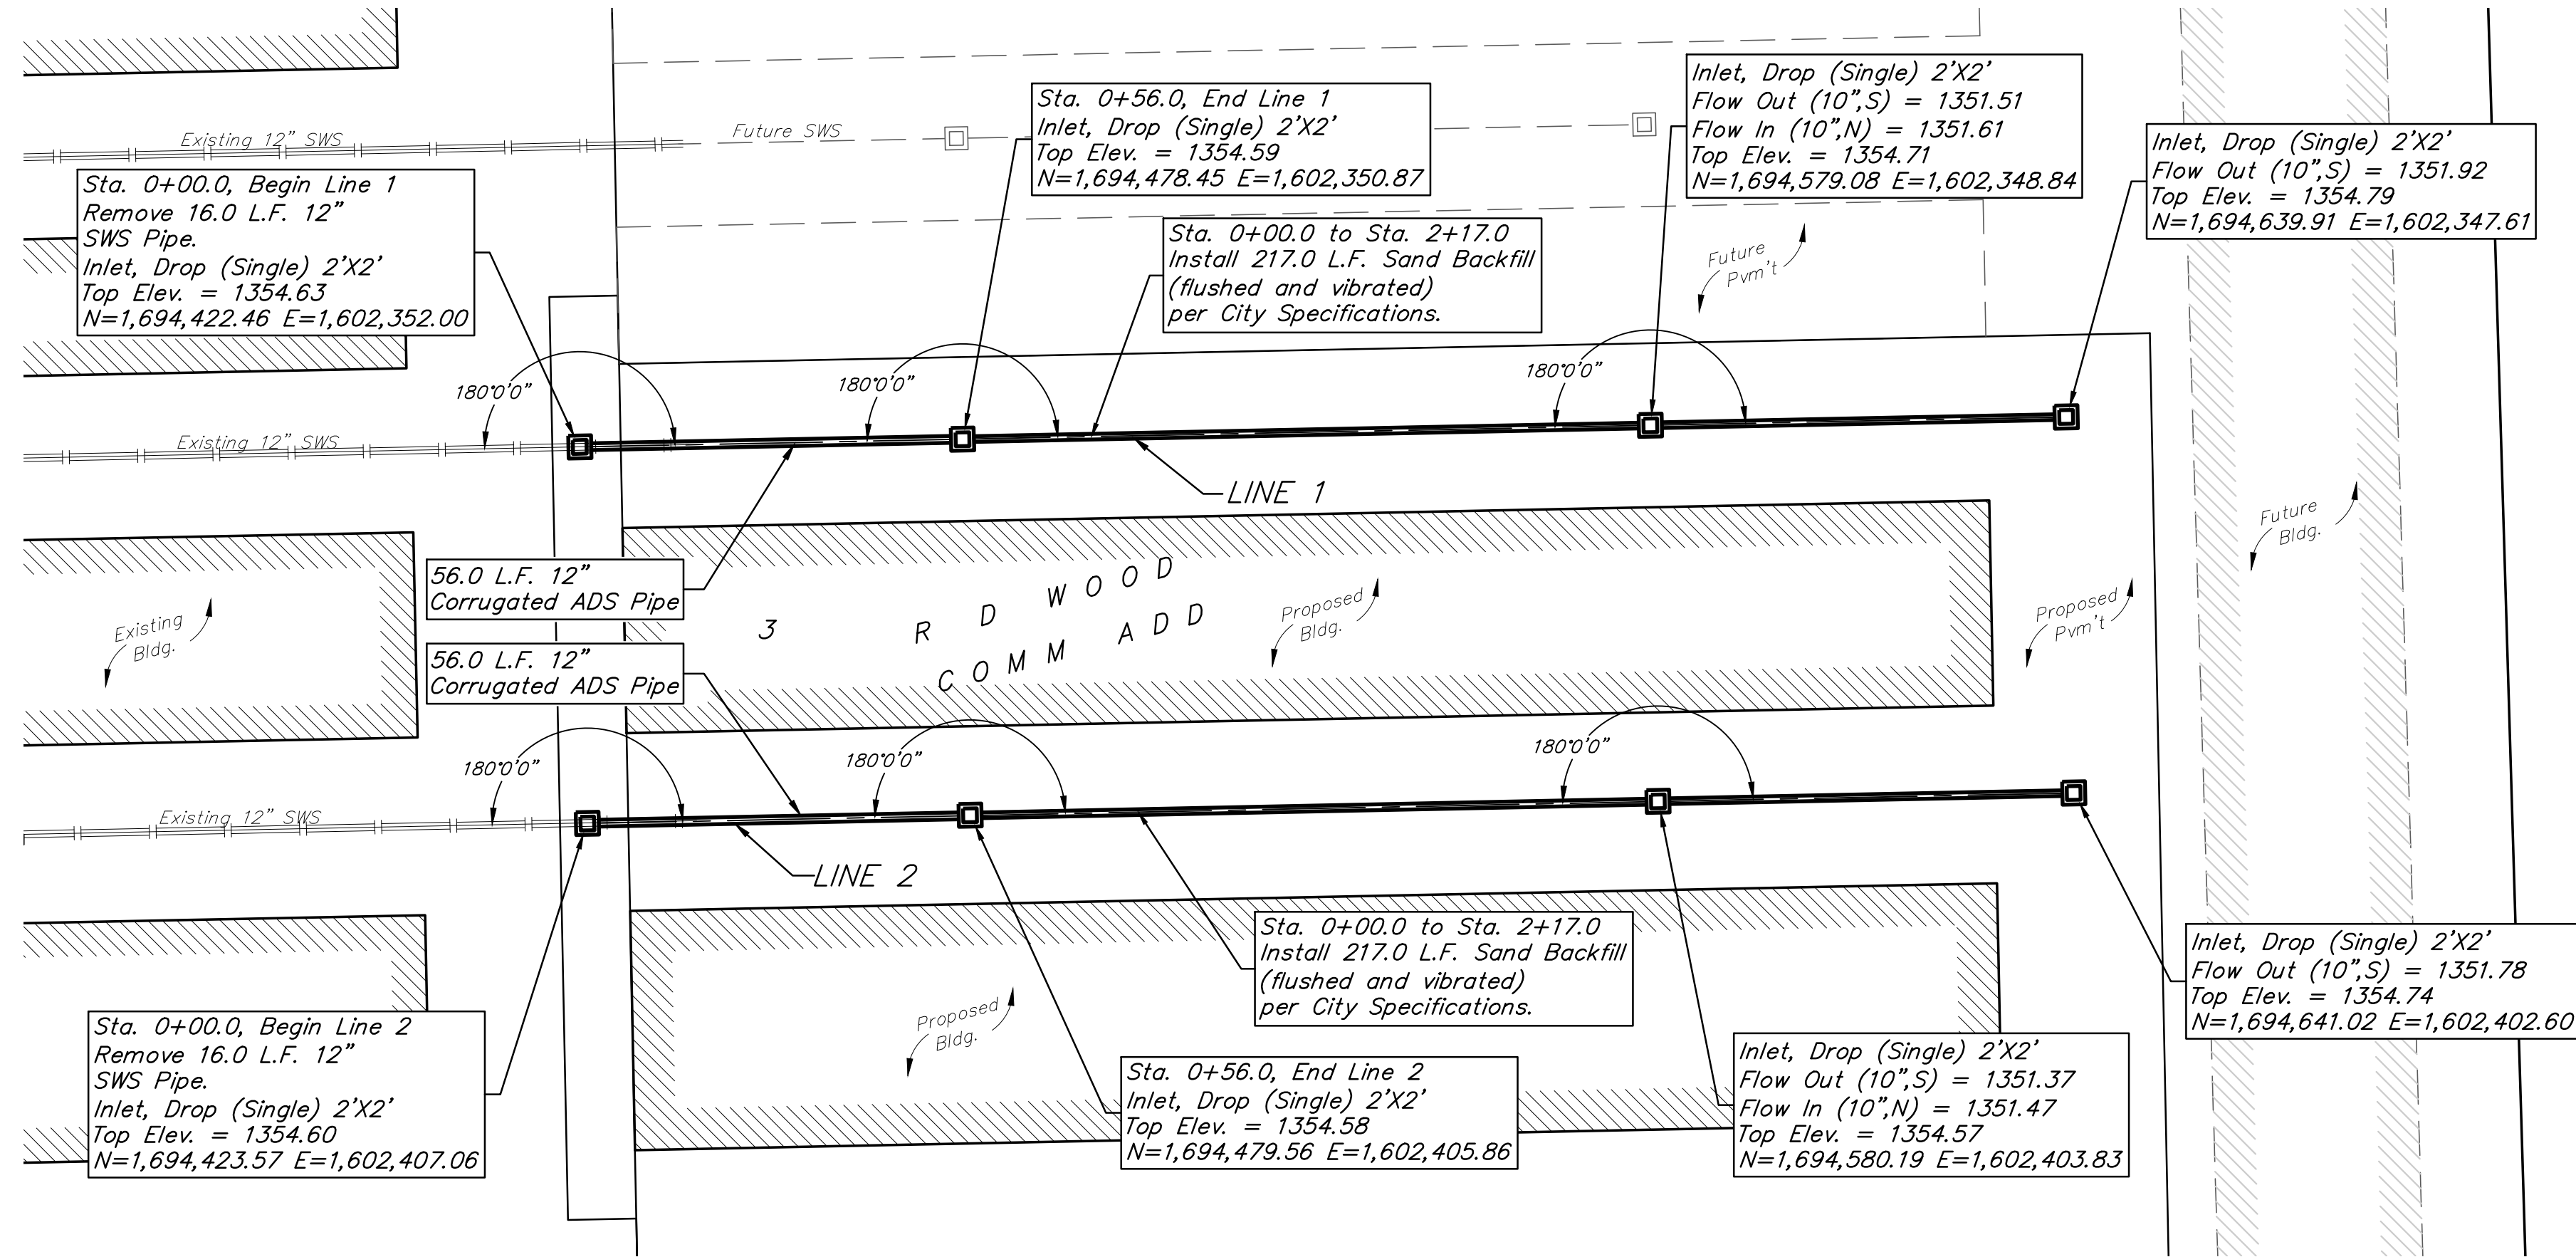 Existing 12" SWS
Future SWS
Sta. 0+56.0, End Line 1
Inlet, Drop (Single) 2'X2'
Top Elev. = 1354.59
N=1,694,478.45 E=1,602,350.87
Inlet, Drop (Single) 2'X2'
Flow Out (10",S) = 1351.51
Flow In (10",N) = 1351.61
Top Elev. = 1354.71
N=1,694,579.08 E=1,602,348.84
Inlet, Drop (Single) 2'X2'
Flow Out (10",S) = 1351.92
Top Elev. = 1354.79
N=1,694,639.91 E=1,602,347.61
Sta. 0+00.0, Begin Line 1
Remove 16.0 L.F. 12"
SWS Pipe.
Inlet, Drop (Single) 2'X2'
Top Elev. = 1354.63
N=1,694,422.46 E=1,602,352.00
Sta. 0+00.0 to Sta. 2+17.0
Install 217.0 L.F. Sand Backfill
(flushed and vibrated)
per City Specifications.
Future
Pvm't
180°0'0"
180°0'0"
180°0'0"
Existing 12" SWS
LINE 1
Future
Bldg.
56.0 L.F. 12"
Corrugated ADS Pipe
3 R D WOOD
COMM ADD
Proposed
Bldg.
Proposed
Pvm't
Existing
Bldg.
56.0 L.F. 12"
Corrugated ADS Pipe
180°0'0"
180°0'0"
180°0'0"
Existing 12" SWS
LINE 2
Sta. 0+00.0 to Sta. 2+17.0
Install 217.0 L.F. Sand Backfill
(flushed and vibrated)
per City Specifications.
Inlet, Drop (Single) 2'X2'
Flow Out (10",S) = 1351.78
Top Elev. = 1354.74
N=1,694,641.02 E=1,602,402.60
Proposed
Bldg.
Sta. 0+00.0, Begin Line 2
Remove 16.0 L.F. 12"
SWS Pipe.
Inlet, Drop (Single) 2'X2'
Top Elev. = 1354.60
N=1,694,423.57 E=1,602,407.06
Sta. 0+56.0, End Line 2
Inlet, Drop (Single) 2'X2'
Top Elev. = 1354.58
N=1,694,479.56 E=1,602,405.86
Inlet, Drop (Single) 2'X2'
Flow Out (10",S) = 1351.37
Flow In (10",N) = 1351.47
Top Elev. = 1354.57
N=1,694,580.19 E=1,602,403.83